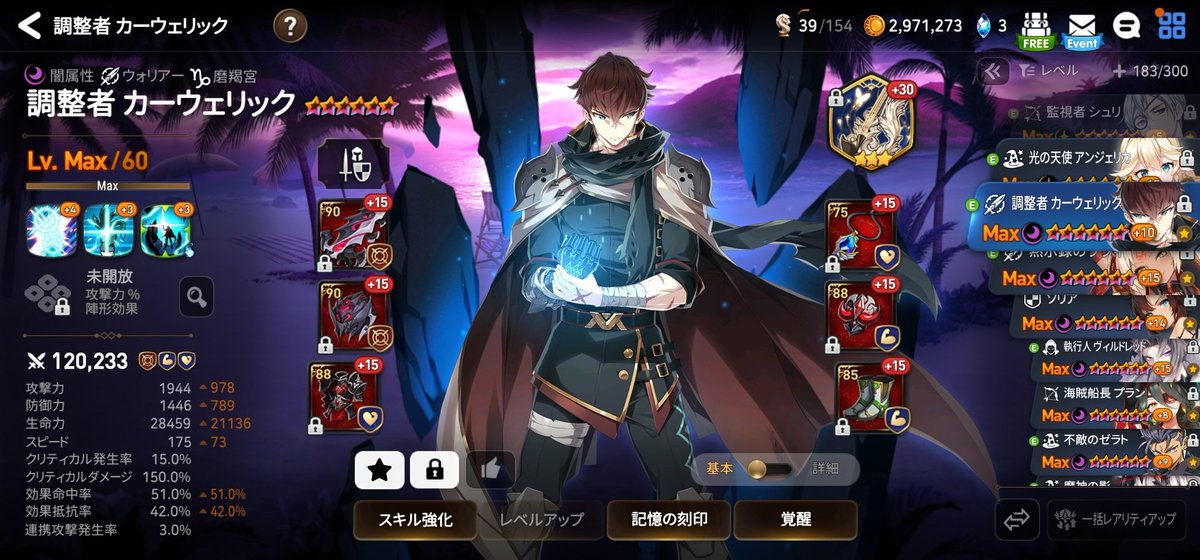 調整者 カーウェリック
?
39/154
2,971,273
3
FREE
Event
闇属性 ウォリアー 磨羯宮
調整者 カーウェリック
Lv. Max/60
Max
+4
+3
+3
未開放
攻撃力%
陣形効果
120,233
攻撃力 1944 978
防御力 1446 789
生命力 28459 21136
スピード 175 73
クリティカル発生率 15.0%
クリティカルダメージ 150.0%
効果命中率 51.0% 51.0%
効果抵抗率 42.0% 42.0%
連携攻撃発生率 3.0%
90 +15
90 +15
88 +15
+30
75 +15
88 +15
85 +15
基本 詳細
スキル強化
レベルアップ
記憶の刻印
覚醒
レベル
183/300
監視者 シュリ
Max
光の天使 アンジェリカ
調整者 カーウェリック
Max +10
Max +15
ソリア
Max +14
執行人 ヴィルドレッド
Max +15
海賊船長 フラン
Max +8
不敵のゼラト
Max +9
魔神の影
一括レアリティアップ